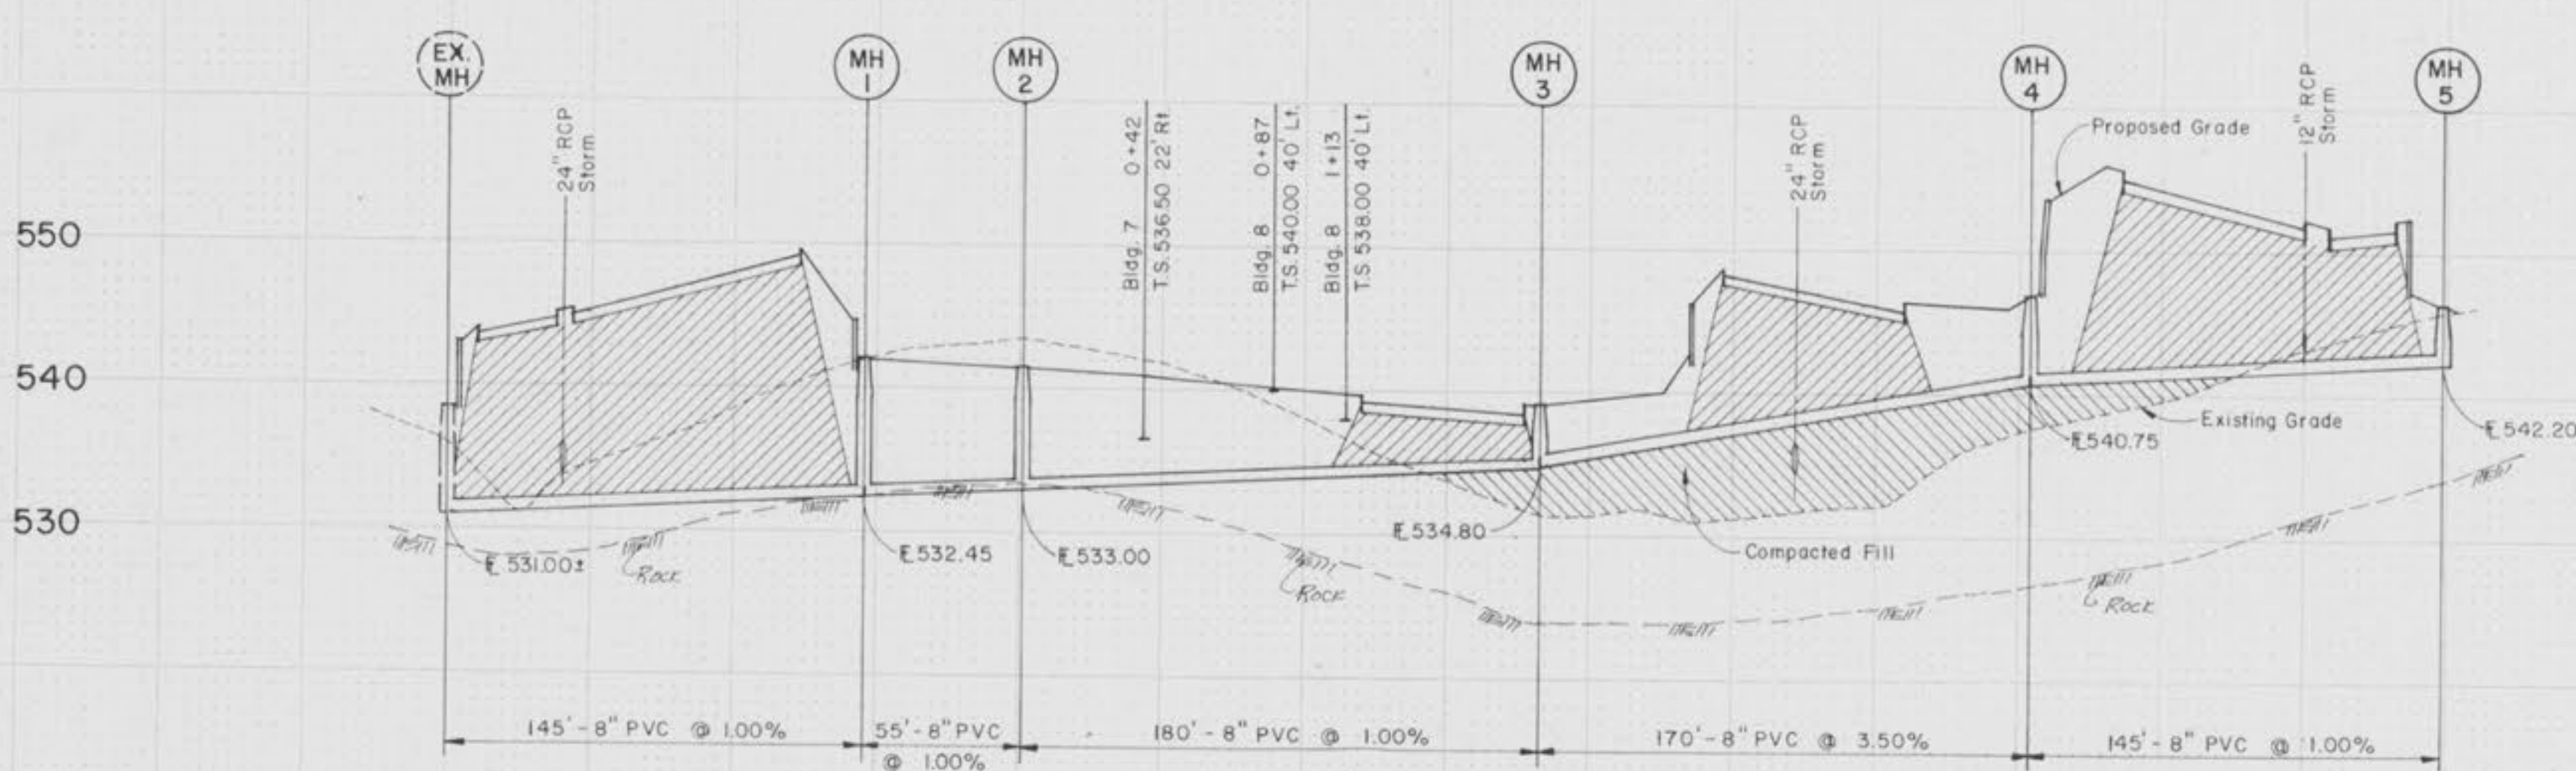 EX.
MH
MH
1
MH
2
MH
3
MH
4
MH
5
24" RCP
Storm
Bldg. 7 0+42
T.S. 536.50 22' Rt.
Bldg. 8 0+87
T.S. 540.00 40' Lt.
Bldg. 8 1+13
T.S. 538.00 40' Lt.
24" RCP
Storm
Proposed Grade
12" RCP
Storm
550
540
530
Existing Grade
℄ 542.20
℄ 540.75
℄ 534.80
Compacted Fill
℄ 531.00±
Rock
℄ 532.45
℄ 533.00
Rock
Rock
145'-8" PVC @ 1.00%
55'-8" PVC
@ 1.00%
180'-8" PVC @ 1.00%
170'-8" PVC @ 3.50%
145'-8" PVC @ 1.00%